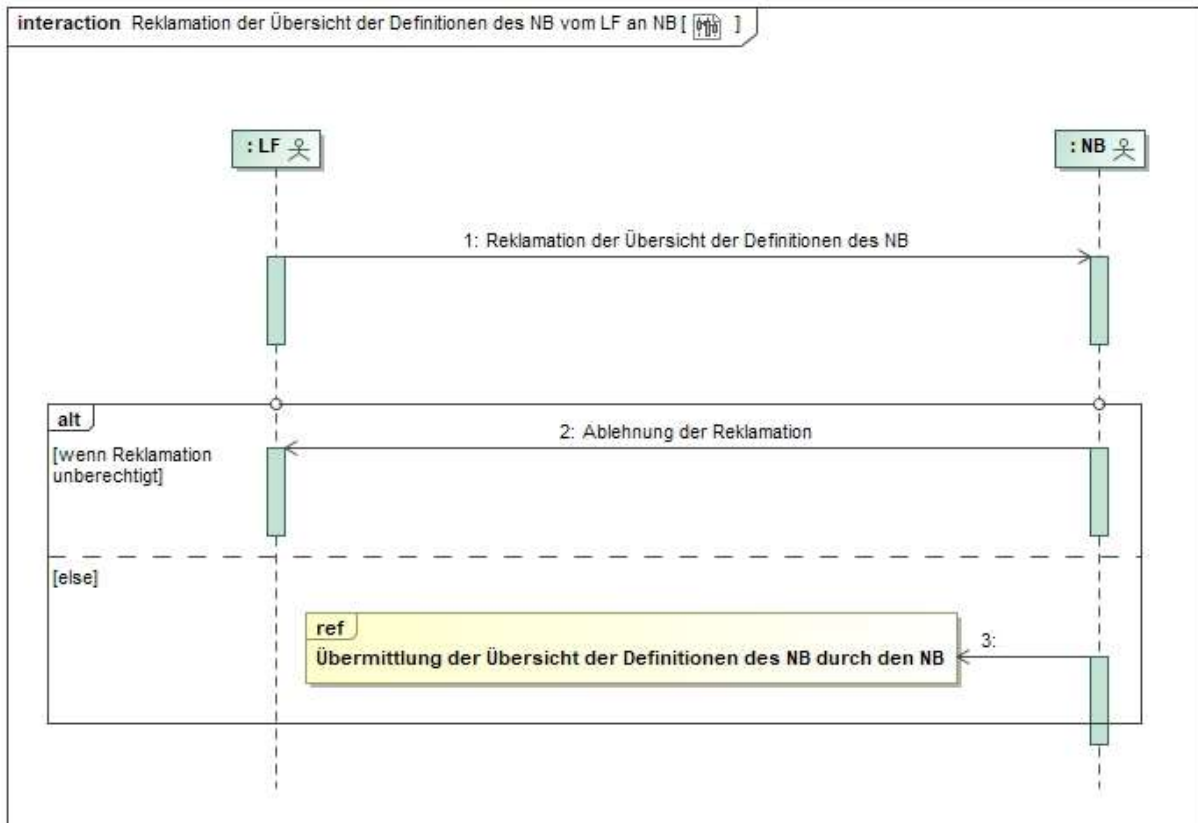 interaction Reklamation der Übersicht der Definitionen des NB vom LF an NB [ ]
: LF
: NB
1: Reklamation der Übersicht der Definitionen des NB
alt
2: Ablehnung der Reklamation
[wenn Reklamation
unberechtigt]
[else]
ref
3:
Übermittlung der Übersicht der Definitionen des NB durch den NB